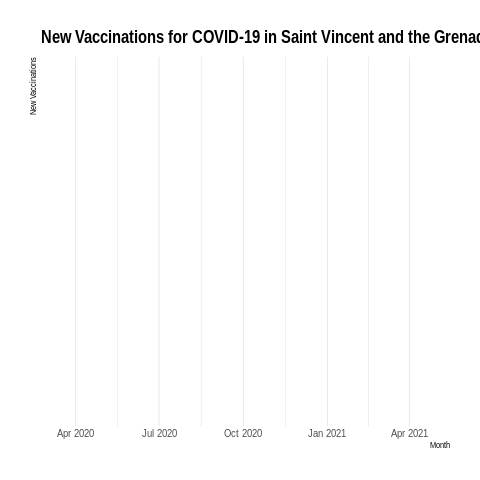 New Vaccinations for COVID-19 in Saint Vincent and the Grenad
New Vaccinations
Apr 2020 Jul 2020 Oct 2020 Jan 2021 Apr 2021
Month